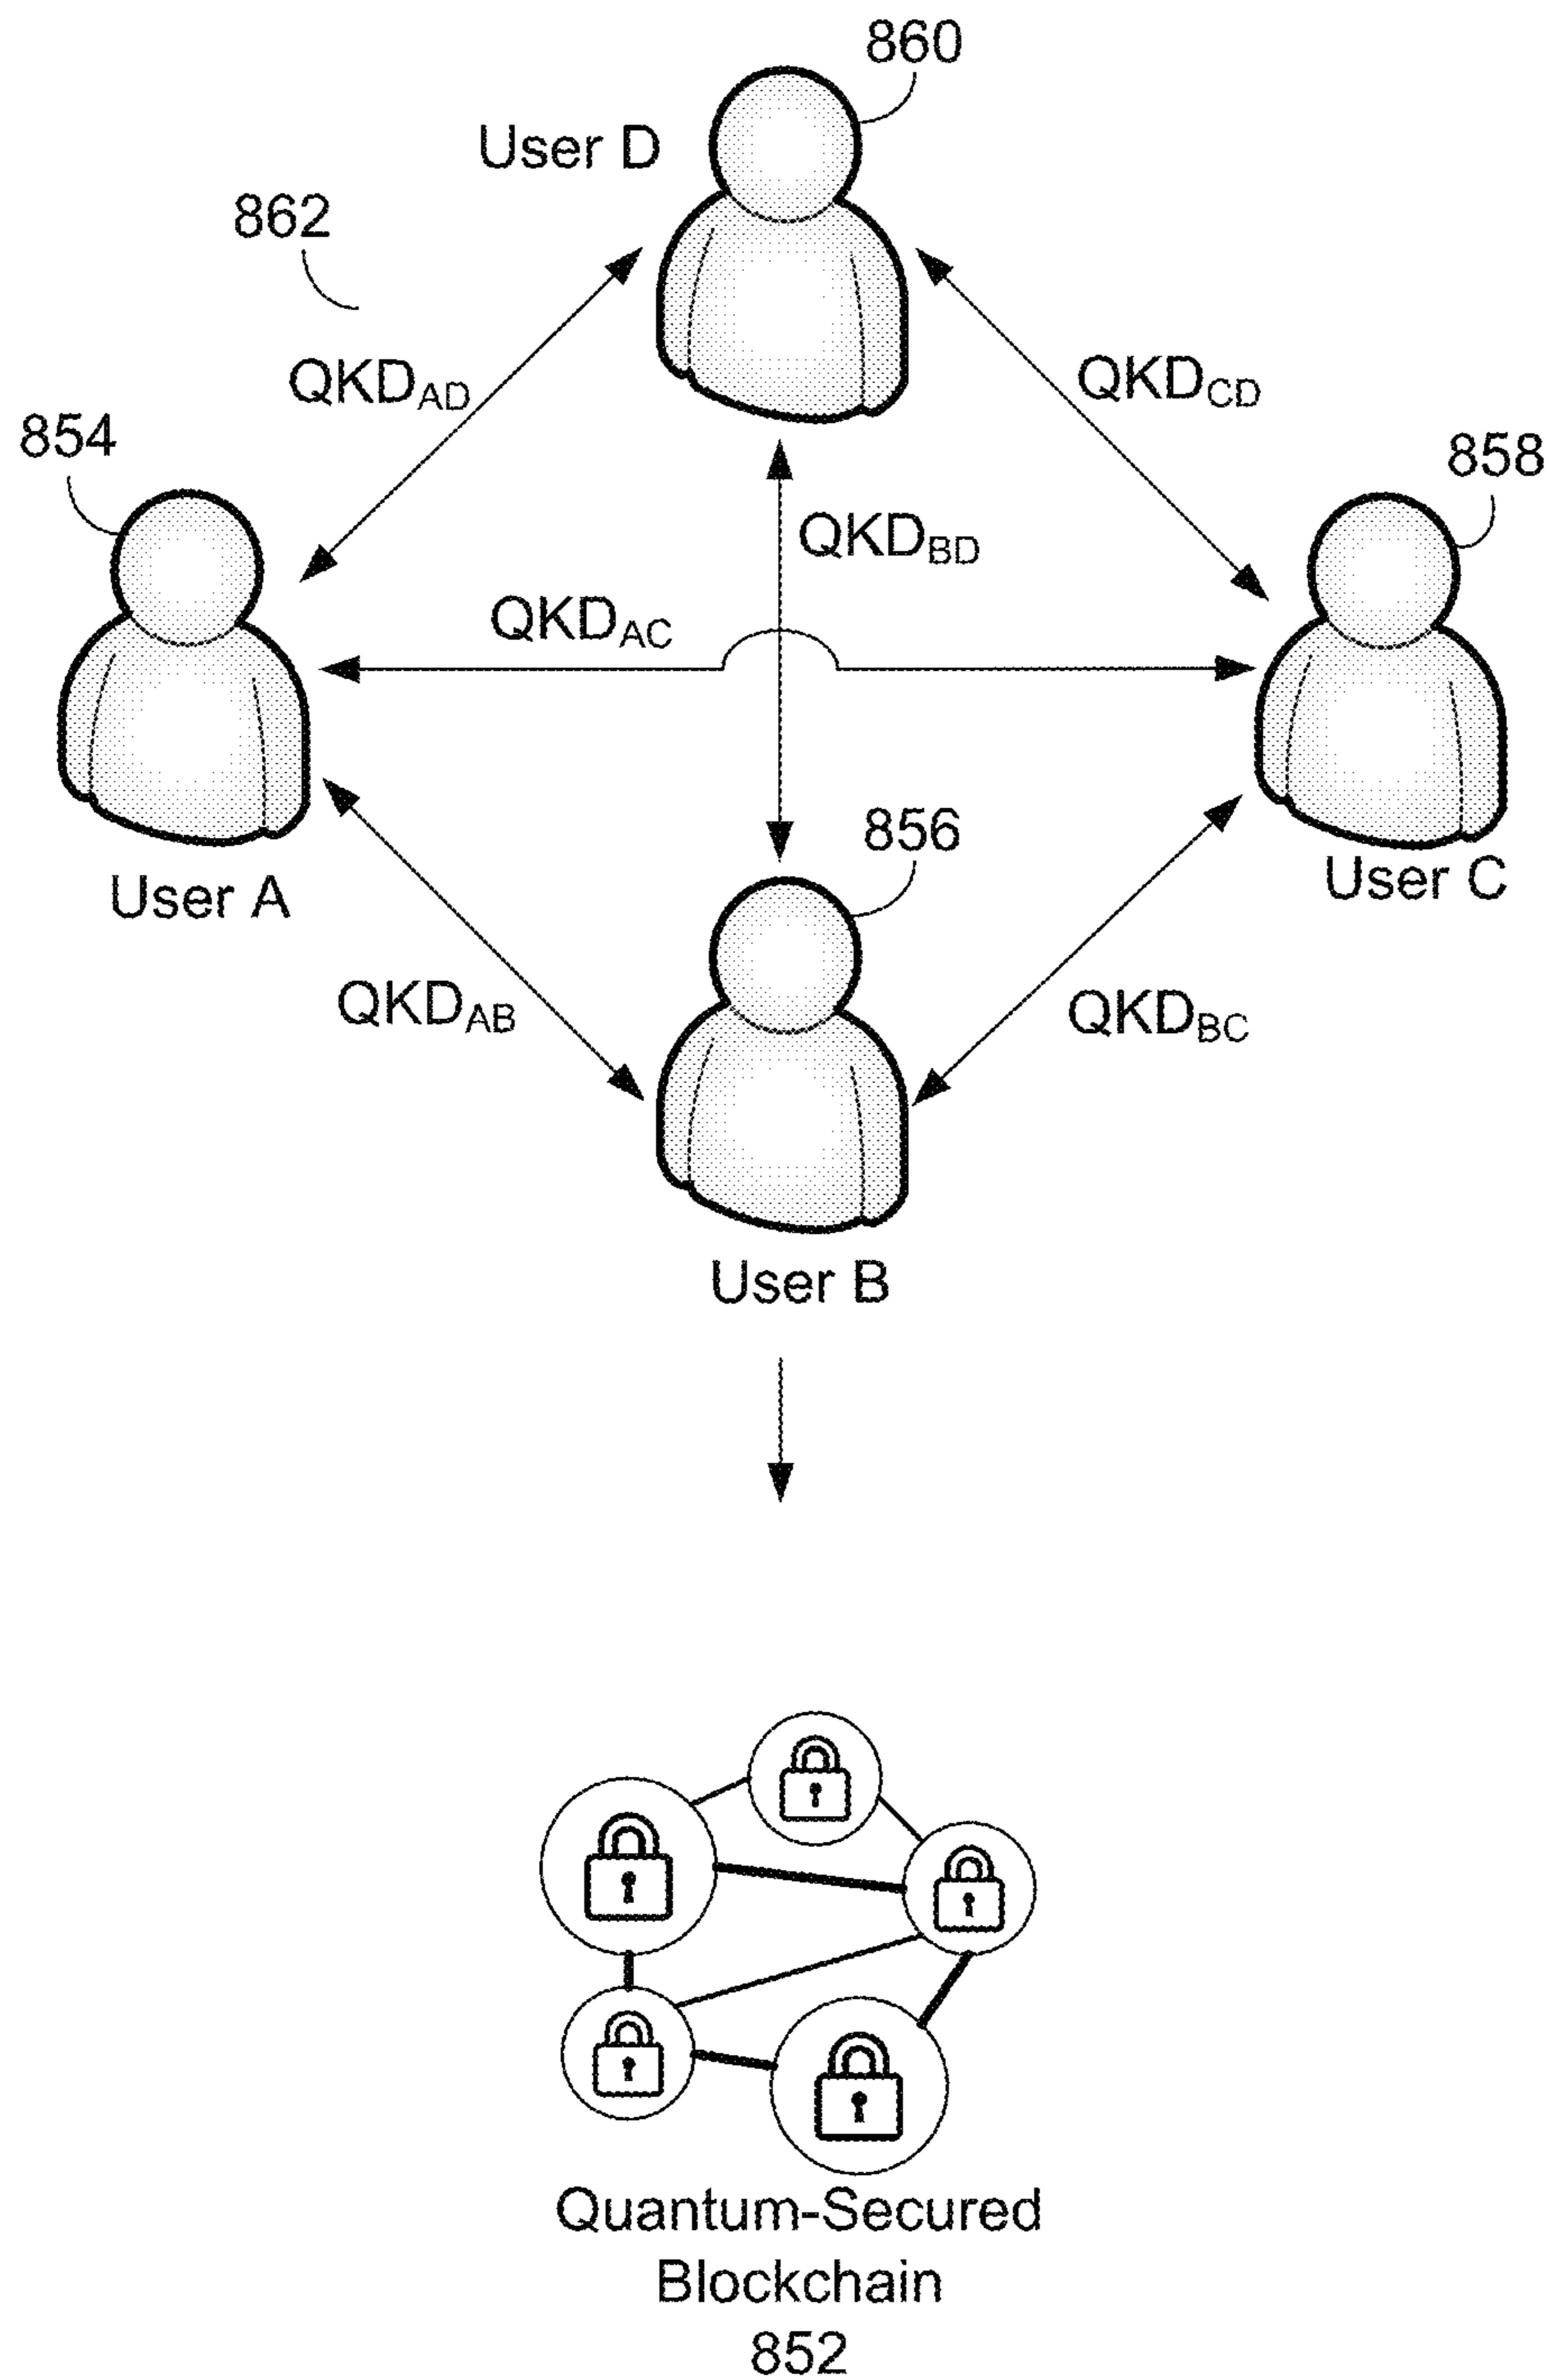 860
User D
862
QKDAD
QKDCD
854
858
QKDBD
QKDAC
856
User A
User C
QKDAB
QKDBC
User B
Quantum-Secured
Blockchain
852